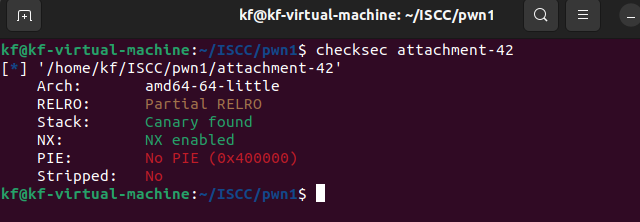 kf@kf-virtual-machine: ~/ISCC/pwn1
kf@kf-virtual-machine:~/ISCC/pwn1$ checksec attachment-42
[*] '/home/kf/ISCC/pwn1/attachment-42'
    Arch:       amd64-64-little
    RELRO:      Partial RELRO
    Stack:      Canary found
    NX:         NX enabled
    PIE:        No PIE (0x400000)
    Stripped:   No
kf@kf-virtual-machine:~/ISCC/pwn1$